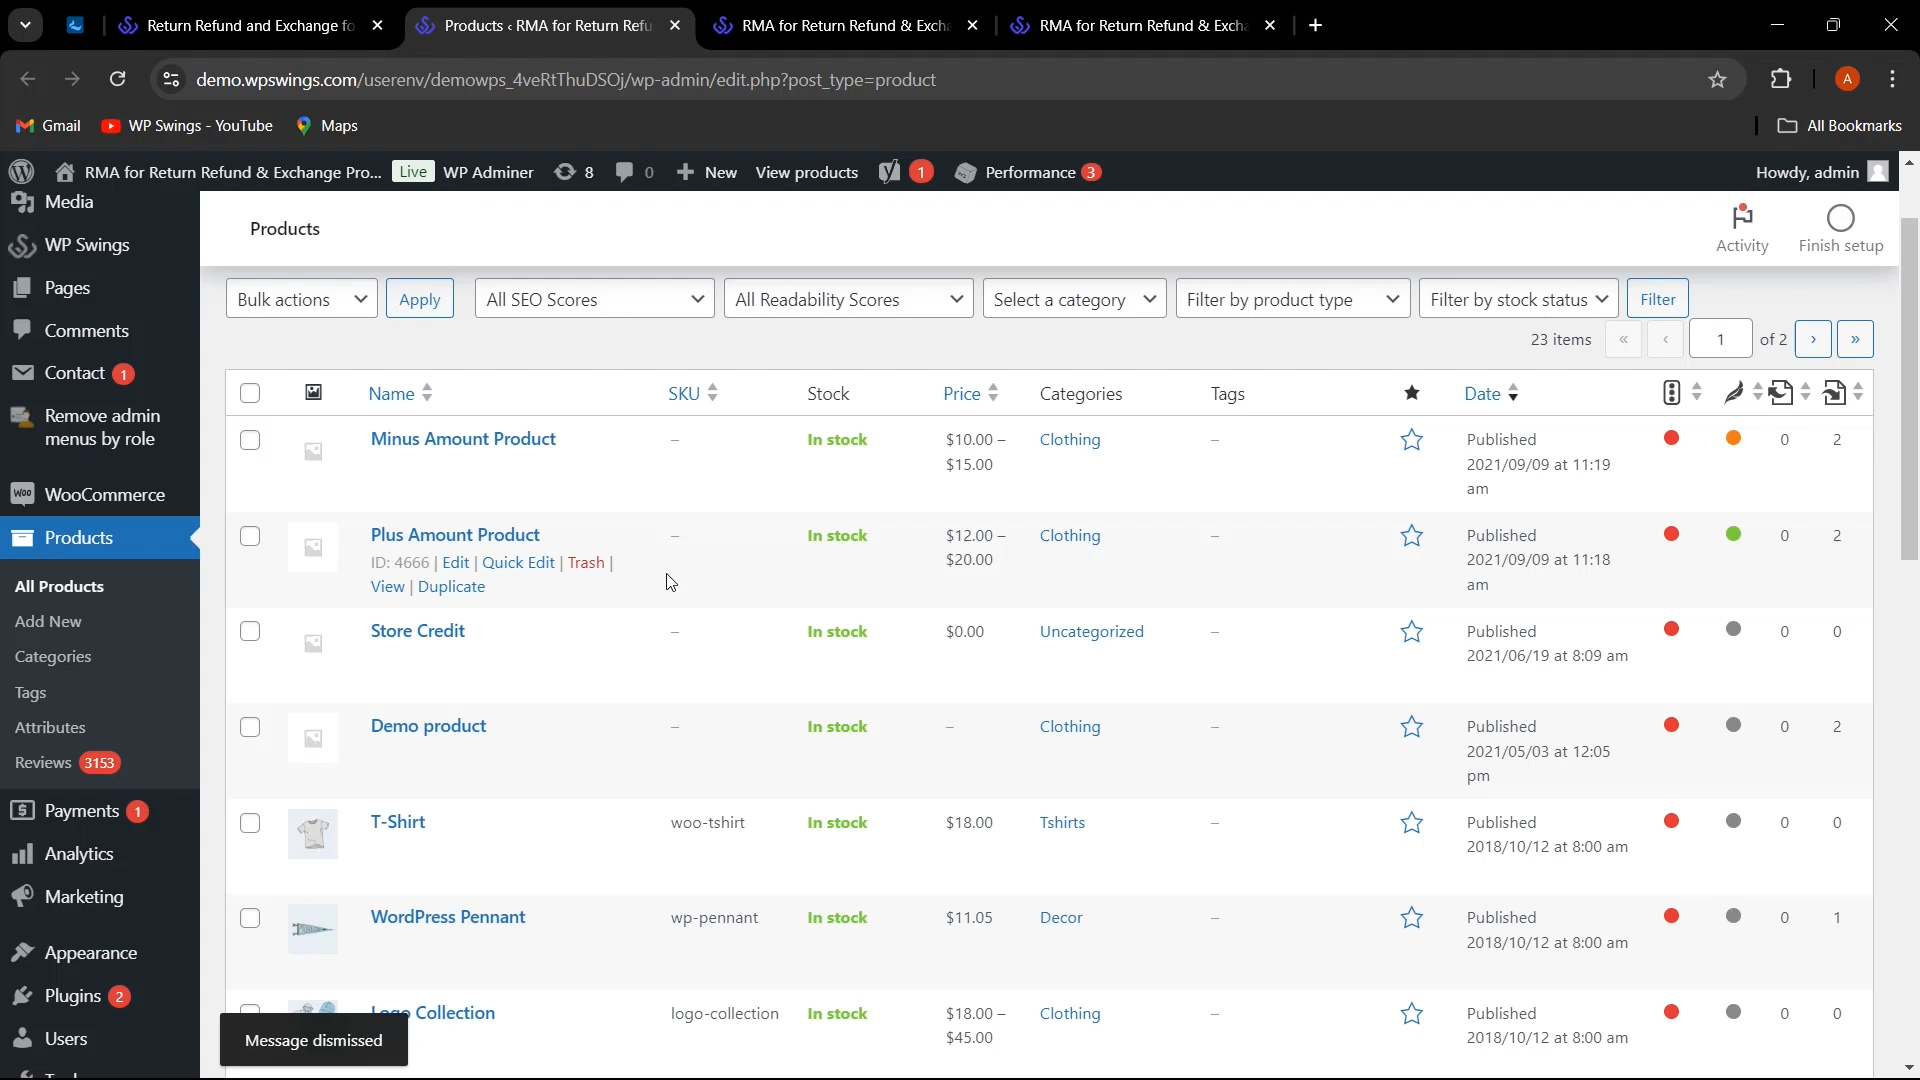 Return Refund and Exchange fo
Products ‹ RMA for Return Refu
RMA for Return Refund & Excha
RMA for Return Refund & Excha
demo.wpswings.com/userenv/demowps_4veRtThuDSOj/wp-admin/edit.php?post_type=product
A
Gmail
WP Swings - YouTube
Maps
All Bookmarks
RMA for Return Refund & Exchange Pro...
Live
WP Adminer
8
0
New
View products
1
Performance
3
Howdy, admin
Media
WP Swings
Pages
Comments
Contact
1
Remove admin
menus by role
WooCommerce
Products
All Products
Add New
Categories
Tags
Attributes
Reviews
3153
Payments
1
Analytics
Marketing
Appearance
Plugins
2
Users
Products
Activity
Finish setup
Bulk actions
Apply
All SEO Scores
All Readability Scores
Select a category
Filter by product type
Filter by stock status
Filter
23 items
«
‹
1
of 2
›
»
Name
SKU
Stock
Price
Categories
Tags
Date
Minus Amount Product
–
In stock
$10.00 –
$15.00
Clothing
–
Published
2021/09/09 at 11:19
am
0
2
Plus Amount Product
ID: 4666 | Edit | Quick Edit | Trash |
View | Duplicate
–
In stock
$12.00 –
$20.00
Clothing
–
Published
2021/09/09 at 11:18
am
0
2
Store Credit
–
In stock
$0.00
Uncategorized
–
Published
2021/06/19 at 8:09 am
0
0
Demo product
–
In stock
–
Clothing
–
Published
2021/05/03 at 12:05
pm
0
2
T-Shirt
woo-tshirt
In stock
$18.00
Tshirts
–
Published
2018/10/12 at 8:00 am
0
0
WordPress Pennant
wp-pennant
In stock
$11.05
Decor
–
Published
2018/10/12 at 8:00 am
0
1
Logo Collection
logo-collection
In stock
$18.00 –
$45.00
Clothing
–
Published
2018/10/12 at 8:00 am
0
0
Message dismissed